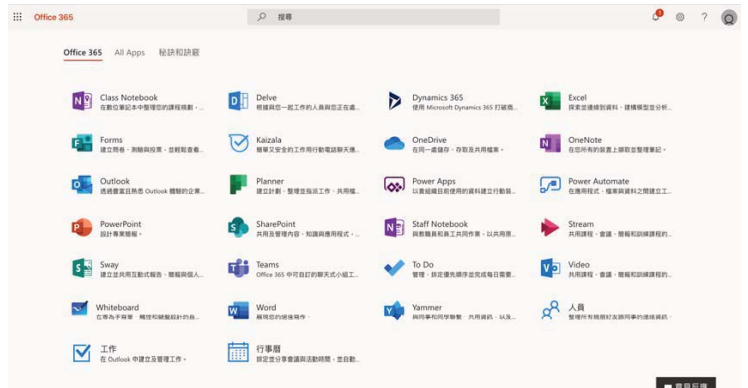 Office 365
搜尋
?
Office 365 All Apps 秘訣和訣竅
Class Notebook
在數位筆記本中整理您的課程規劃，...
Delve
根據與您一起工作的人員與您正在處...
Dynamics 365
使用 Microsoft Dynamics 365 打破商...
Excel
探索並連線到資料、建構模型並分析...
Forms
建立問卷、測驗與投票，並輕鬆查看...
Kaizala
簡單又安全的工作用行動電話聊天應...
OneDrive
在同一處儲存、存取及共用檔案。
OneNote
在您所有的裝置上擷取並整理筆記。
Outlook
透過豐富且熟悉 Outlook 體驗的企業...
Planner
建立計劃、整理並指派工作、共用檔...
Power Apps
以貴組織目前使用的資料建立行動裝...
Power Automate
在應用程式、檔案與資料之間建立工...
PowerPoint
設計專業簡報。
SharePoint
共用及管理內容、知識與應用程式，...
Staff Notebook
與教職員和員工共同作業，以共用原...
Stream
共用課程、會議、簡報和訓練課程的...
Sway
建立並共用互動式報告、簡報與個人...
Teams
Office 365 中可自訂的聊天式小組工...
To Do
管理、排定優先順序並完成每日需要...
Video
共用課程、會議、簡報和訓練課程的...
Whiteboard
在專為手寫筆、觸控和鍵盤設計的自...
Word
展現您的絕佳寫作。
Yammer
與同事和同學聯繫、共用資訊、以及...
人員
整理所有親朋好友跟同事的連絡資訊。
工作
在 Outlook 中建立及管理工作。
行事曆
排定並分享會議與活動時間，並自動...